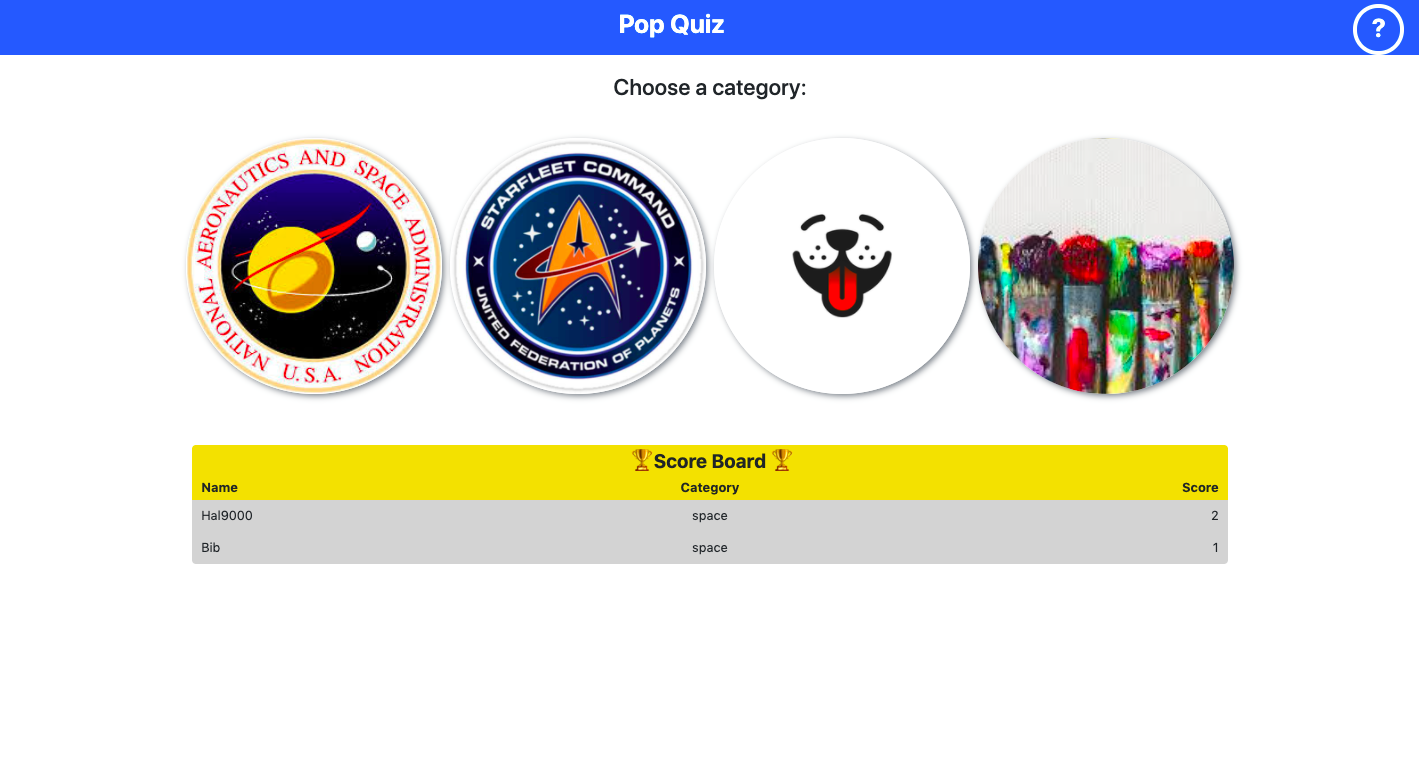 Pop Quiz
?
Choose a category:
NATIONAL AERONAUTICS AND SPACE ADMINISTRATION
U.S.A.
STARFLEET COMMAND
UNITED FEDERATION OF PLANETS
🏆Score Board 🏆
Name Category Score
Hal9000 space 2
Bib space 1